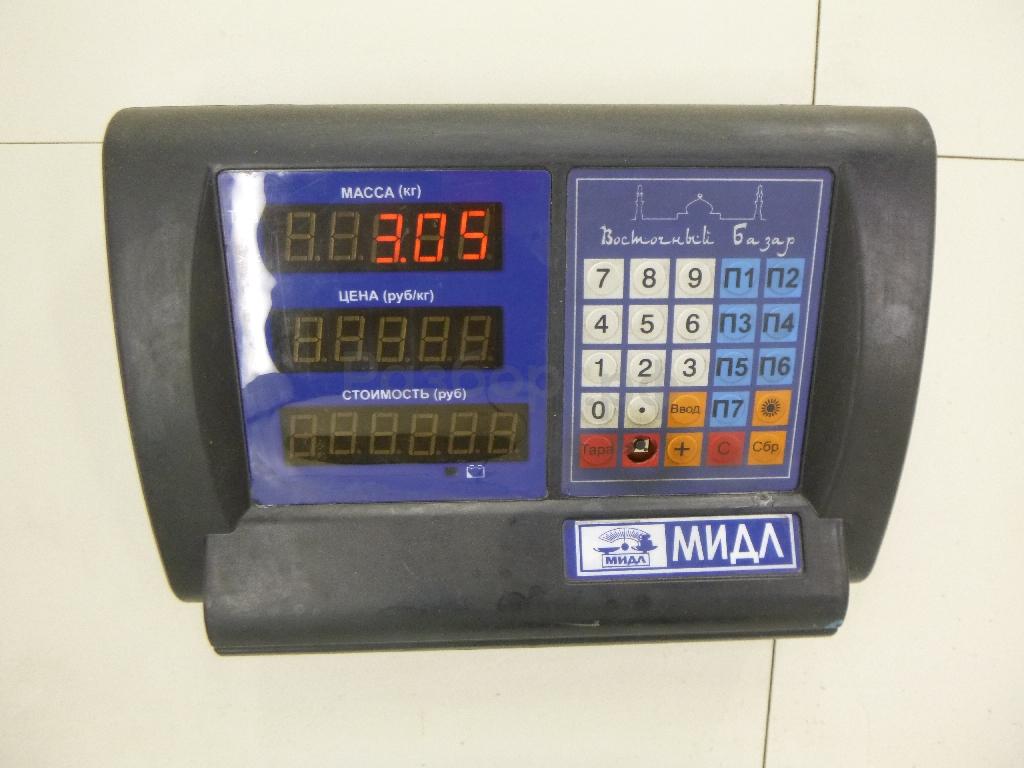 МАССА (кг)
3.05
ЦЕНА (руб/кг)
СТОИМОСТЬ (руб)
Восточный Базар
7 8 9 П1 П2
4 5 6 П3 П4
1 2 3 П5 П6
0 . Ввод П7
Тара + С Сбр
МИДЛ МИДЛ